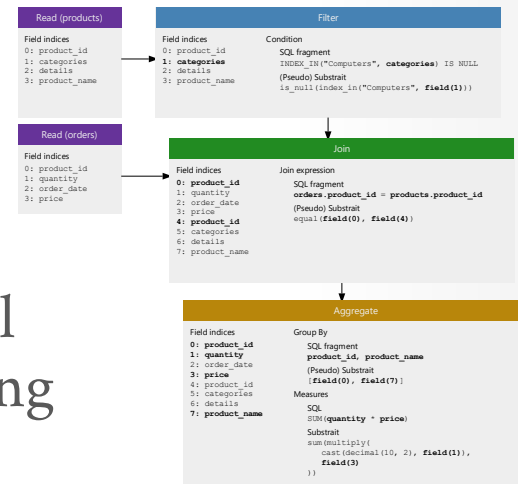 Read (products)
Field indices
0: product_id
1: categories
2: details
3: product_name
Filter
Field indices
0: product_id
1: categories
2: details
3: product_name
Condition
SQL fragment
INDEX_IN("Computers", categories) IS NULL
(Pseudo) Substrait
is_null(index_in("Computers", field(1)))
Read (orders)
Field indices
0: product_id
1: quantity
2: order_date
3: price
Join
Field indices
0: product_id
1: quantity
2: order_date
3: price
4: product_id
5: categories
6: details
7: product_name
Join expression
SQL fragment
orders.product_id = products.product_id
(Pseudo) Substrait
equal(field(0), field(4))
l
ng
Aggregate
Field indices
0: product_id
1: quantity
2: order_date
3: price
4: product_id
5: categories
6: details
7: product_name
Group By
SQL fragment
product_id, product_name
(Pseudo) Substrait
[field(0), field(7)]
Measures
SQL
SUM(quantity * price)
Substrait
sum(multiply(
cast(decimal(10, 2), field(1)),
field(3)
))